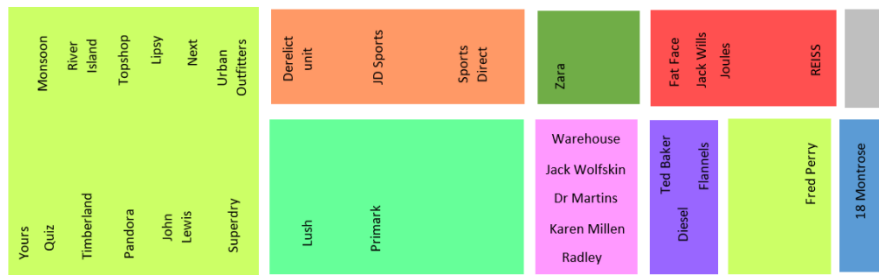 Monsoon
River
Island
Topshop
Lipsy
Next
Urban
Outfitters
Yours
Quiz
Timberland
Pandora
John
Lewis
Superdry
Derelict
unit
JD Sports
Sports
Direct
Lush
Primark
Zara
Warehouse
Jack Wolfskin
Dr Martins
Karen Millen
Radley
Fat Face
Jack Wills
Joules
REISS
Ted Baker
Diesel
Flannels
Fred Perry
18 Montrose